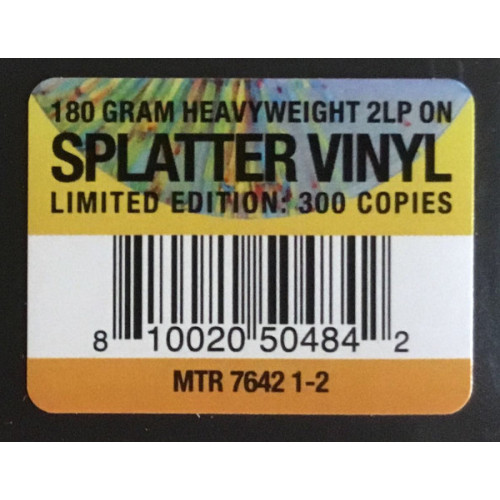 180 GRAM HEAVYWEIGHT 2LP ON
SPLATTER VINYL
LIMITED EDITION: 300 COPIES
8 10020 50484 2
MTR 7642 1-2